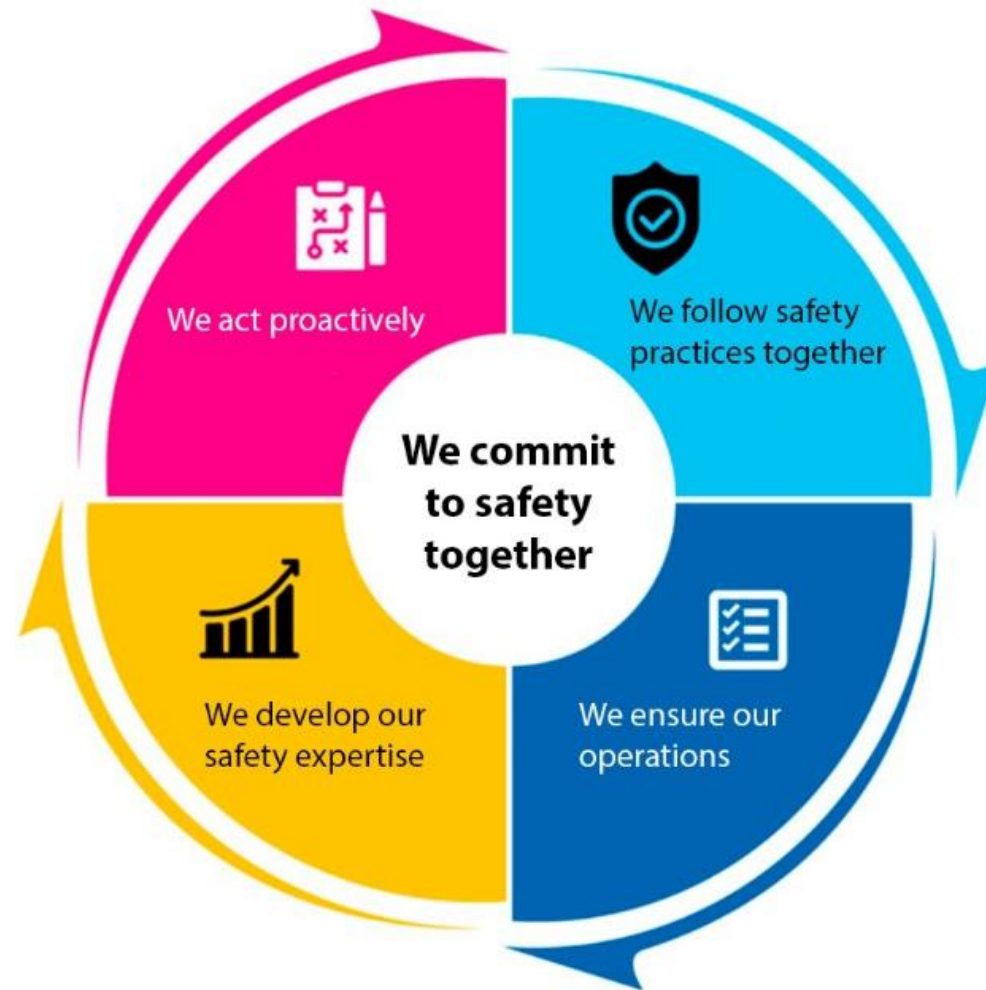 We act proactively
We follow safety
practices together
We commit
to safety
together
We develop our
safety expertise
We ensure our
operations